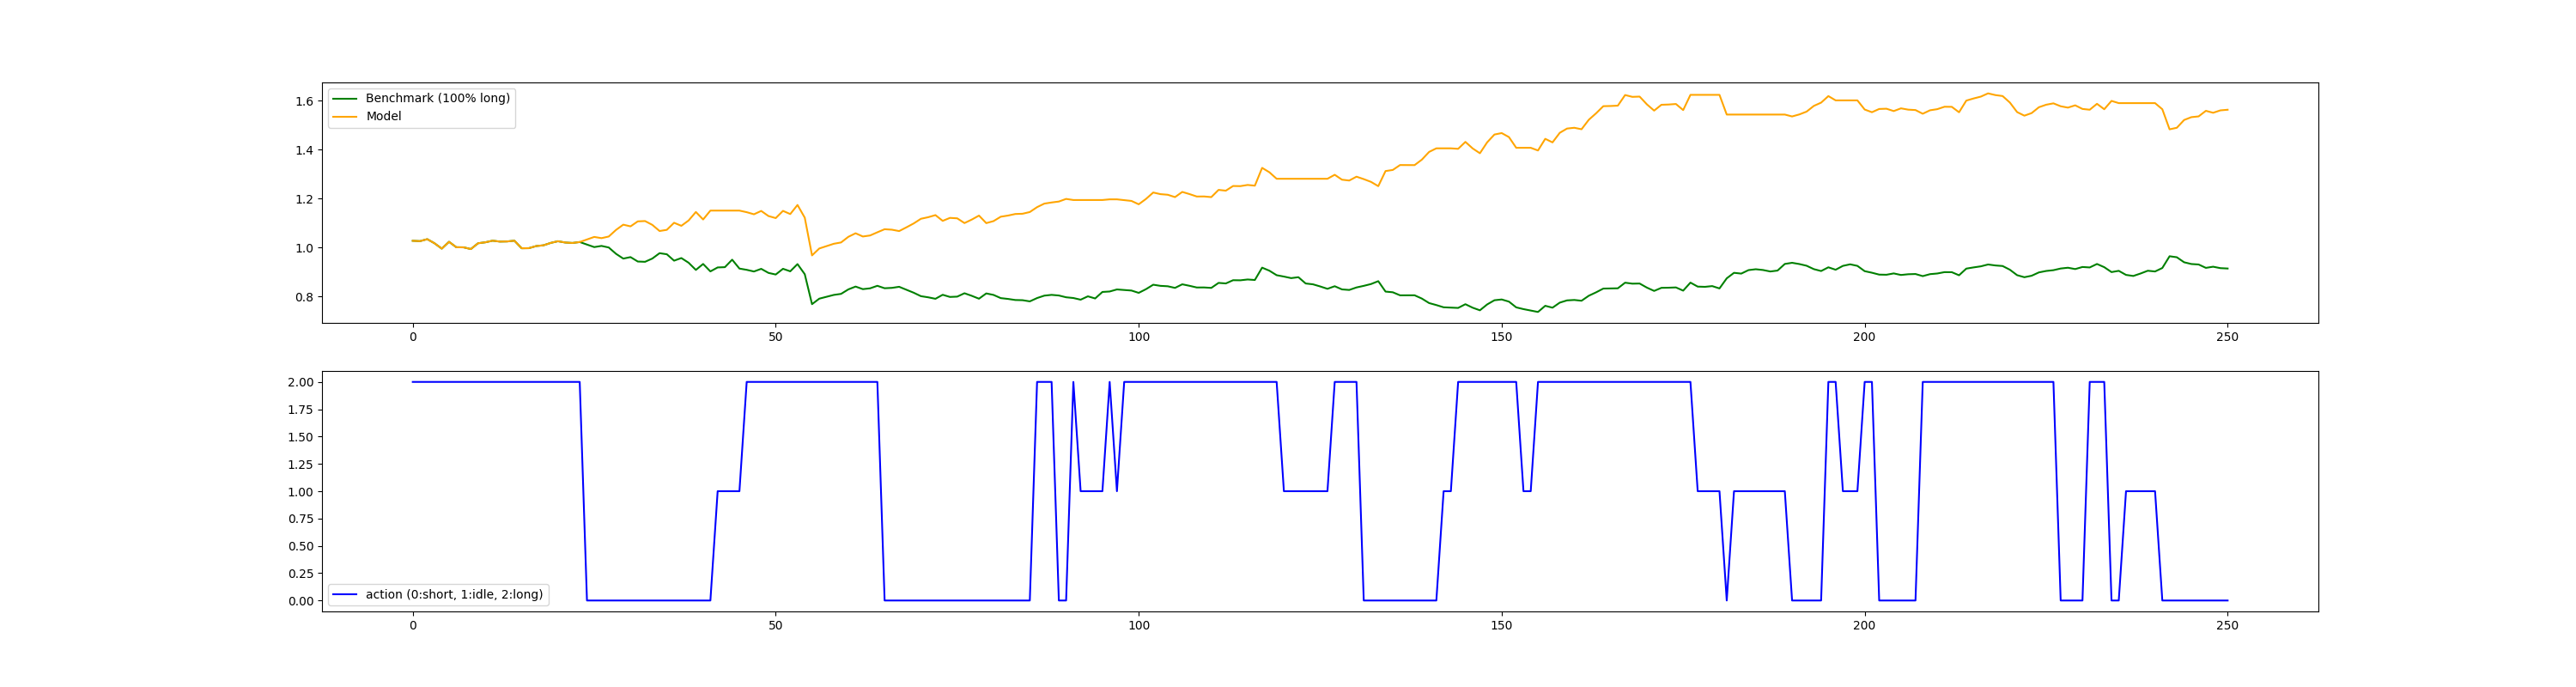 Benchmark (100% long)
Model
1.6
1.4
1.2
1.0
0.8
0 50 100 150 200 250
2.00
1.75
1.50
1.25
1.00
0.75
0.50
0.25
0.00
action (0:short, 1:idle, 2:long)
0 50 100 150 200 250